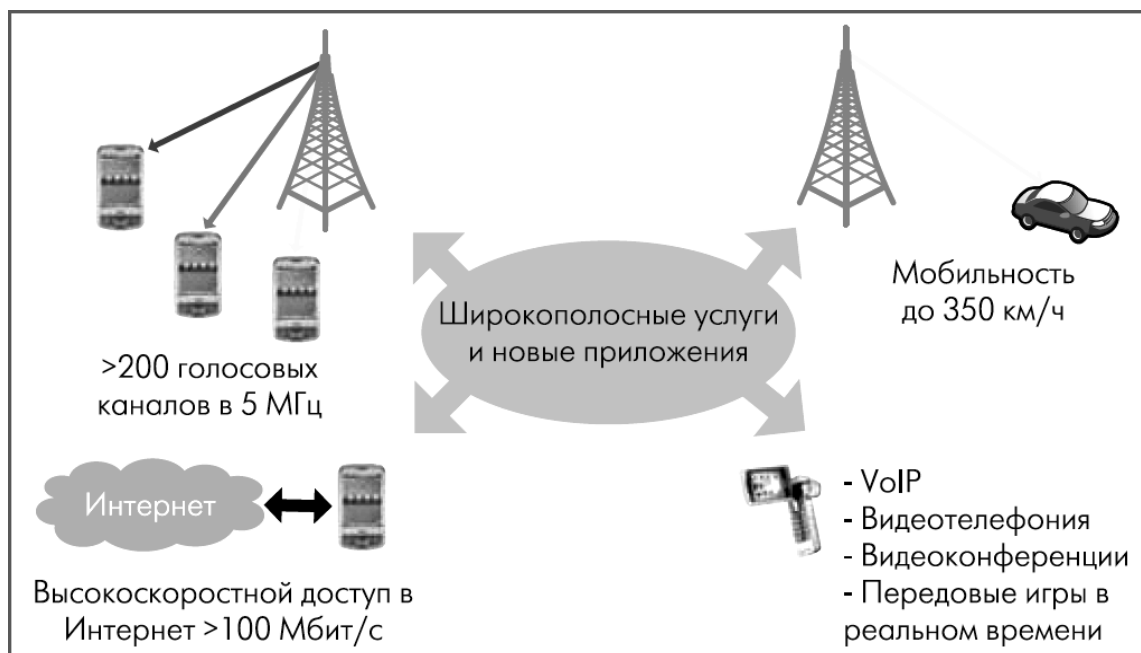 >200 голосовых
каналов в 5 МГц
Широкополосные услуги
и новые приложения
Мобильность
до 350 км/ч
Интернет
Высокоскоростной доступ в
Интернет >100 Мбит/с
- VoIP
- Видеотелефония
- Видеоконференции
- Передовые игры в
реальном времени